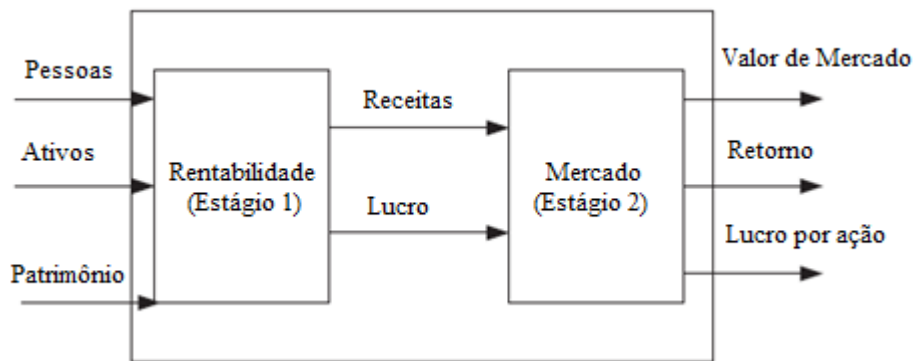 Pessoas
Ativos
Patrimônio
Rentabilidade
(Estágio 1)
Receitas
Lucro
Mercado
(Estágio 2)
Valor de Mercado
Retorno
Lucro por ação